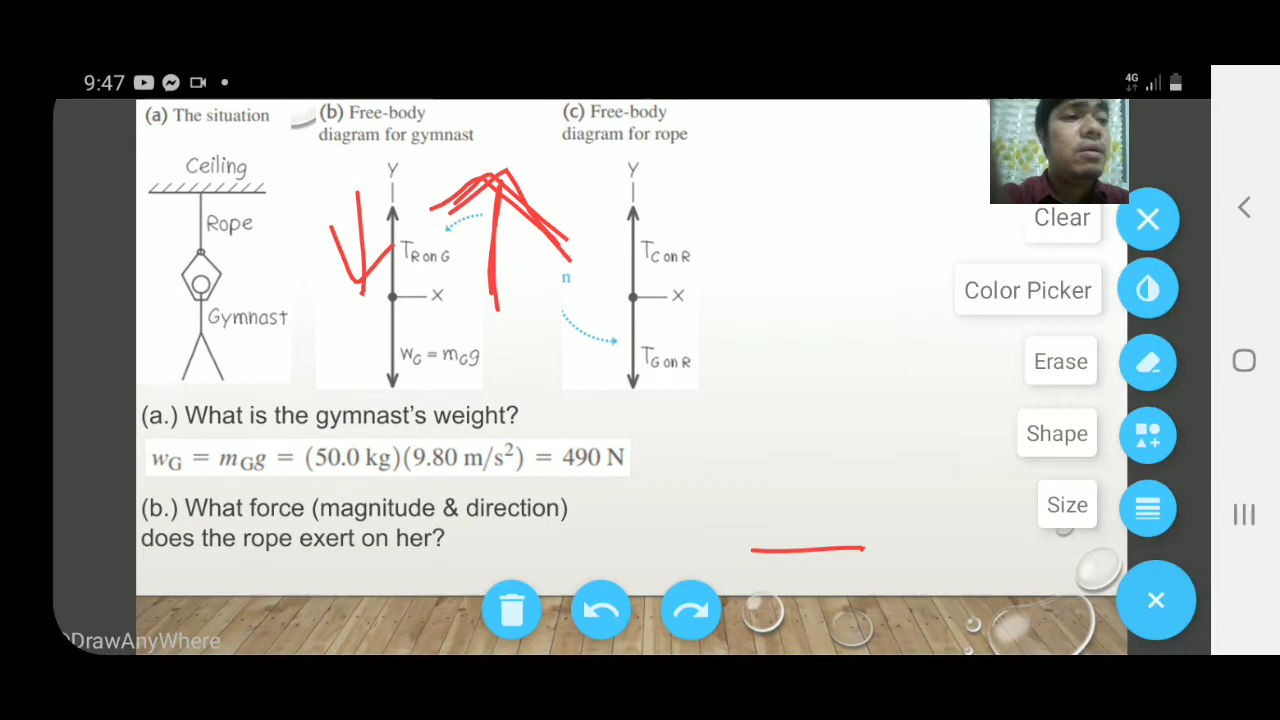 9:47
4G
(a) The situation
(b) Free-body
diagram for gymnast
(c) Free-body
diagram for rope
Ceiling
Rope
Gymnast
Y
T R on G
X
w G = m G g
n
Y
T C on R
X
T G on R
(a.) What is the gymnast's weight?
w G = m G g = (50.0 kg)(9.80 m/s²) = 490 N
(b.) What force (magnitude & direction)
does the rope exert on her?
Clear
Color Picker
Erase
Shape
Size
DrawAnyWhere